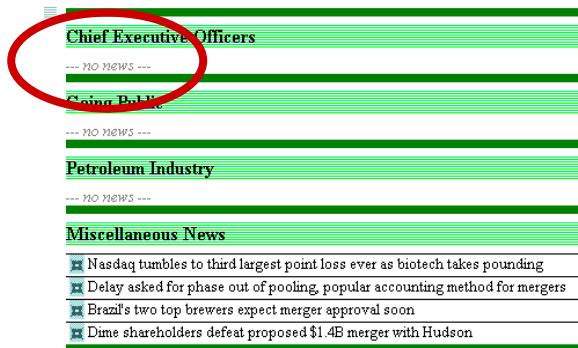 Chief Executive Officers
--- no news ---
Going Public
--- no news ---
Petroleum Industry
--- no news ---
Miscellaneous News
Nasdaq tumbles to third largest point loss ever as biotech takes pounding
Delay asked for phase out of pooling, popular accounting method for mergers
Brazil's two top brewers expect merger approval soon
Dime shareholders defeat proposed $1.4B merger with Hudson